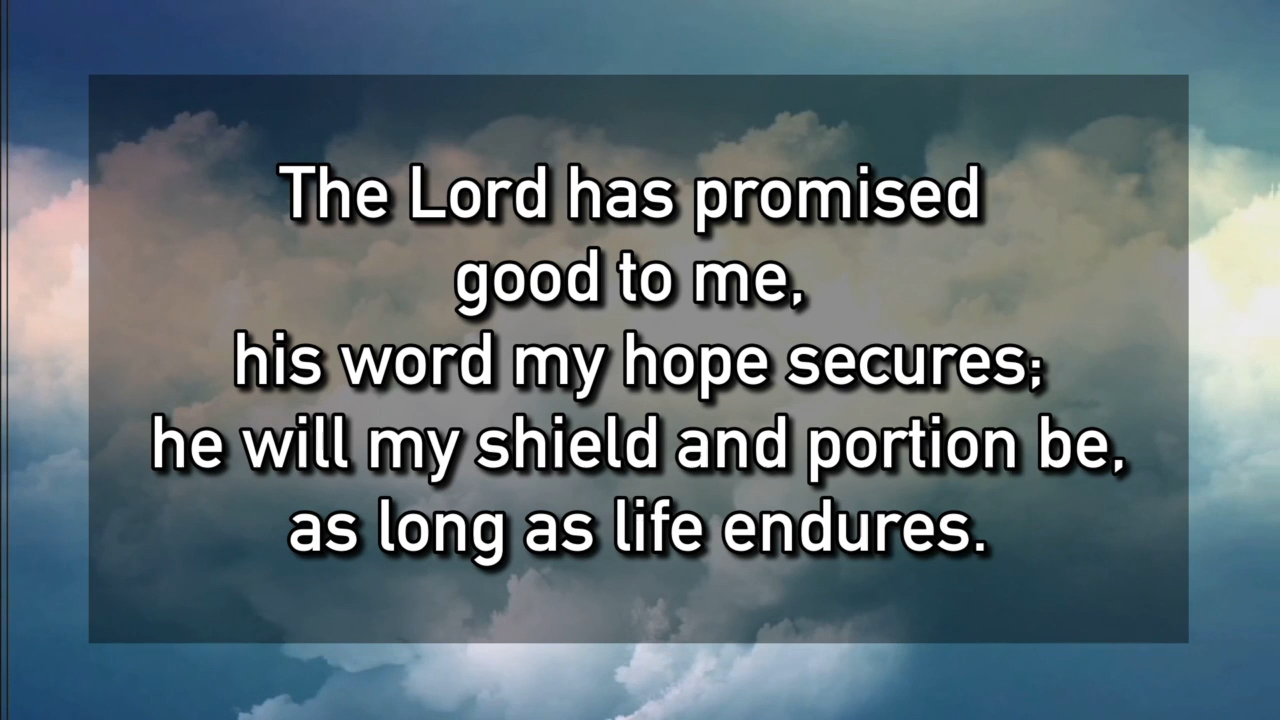 The Lord has promised
good to me,
his word my hope secures;
he will my shield and portion be,
as long as life endures.